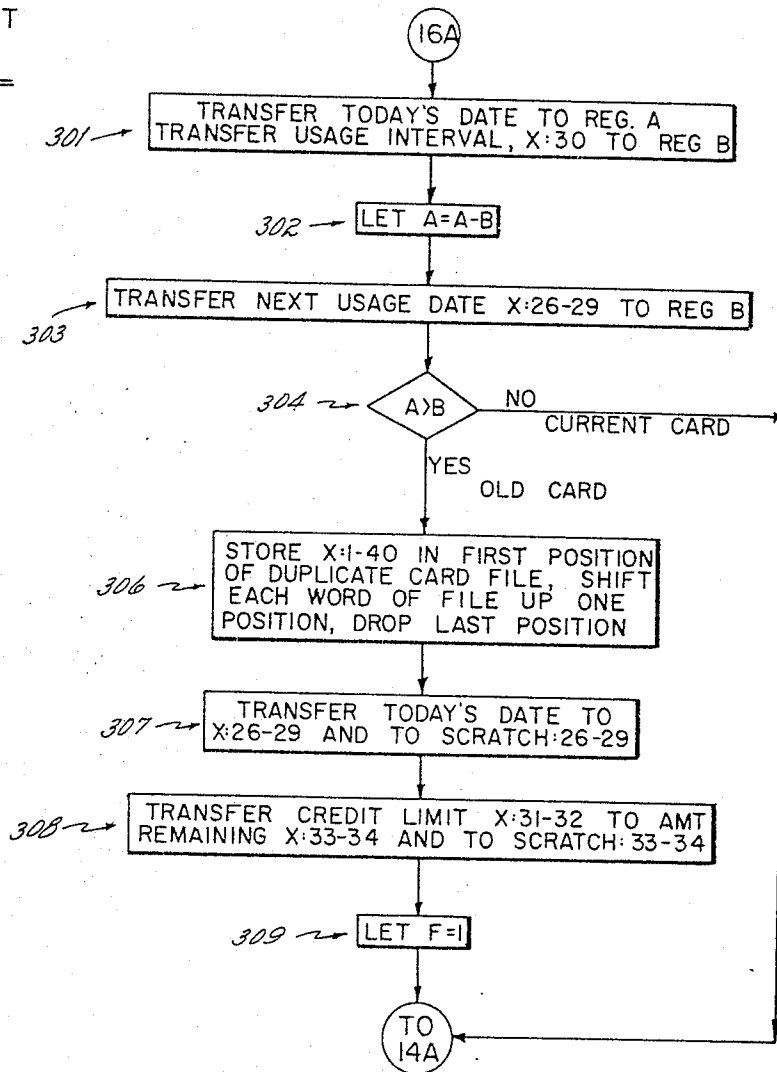 T
16A
301
TRANSFER TODAY'S DATE TO REG. A
TRANSFER USAGE INTERVAL, X:30 TO REG B
302
LET A=A-B
303
TRANSFER NEXT USAGE DATE X:26-29 TO REG B
304
A>B
NO
CURRENT CARD
YES
OLD CARD
306
STORE X:1-40 IN FIRST POSITION
OF DUPLICATE CARD FILE, SHIFT
EACH WORD OF FILE UP ONE
POSITION, DROP LAST POSITION
307
TRANSFER TODAY'S DATE TO
X:26-29 AND TO SCRATCH:26-29
308
TRANSFER CREDIT LIMIT X:31-32 TO AMT
REMAINING X:33-34 AND TO SCRATCH:33-34
309
LET F=1
TO
14A